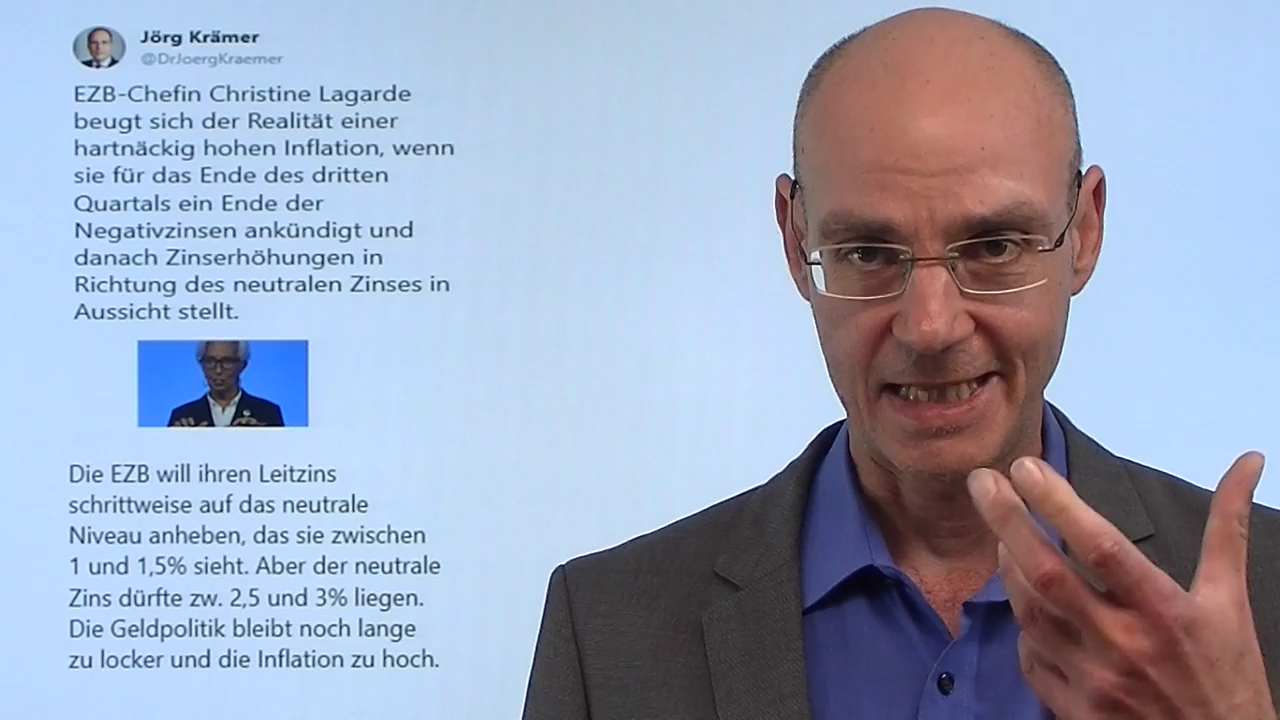 Jörg Krämer
@DrJoergKraemer
EZB-Chefin Christine Lagarde
beugt sich der Realität einer
hartnäckig hohen Inflation, wenn
sie für das Ende des dritten
Quartals ein Ende der
Negativzinsen ankündigt und
danach Zinserhöhungen in
Richtung des neutralen Zinses in
Aussicht stellt.
Die EZB will ihren Leitzins
schrittweise auf das neutrale
Niveau anheben, das sie zwischen
1 und 1,5% sieht. Aber der neutrale
Zins dürfte zw. 2,5 und 3% liegen.
Die Geldpolitik bleibt noch lange
zu locker und die Inflation zu hoch.